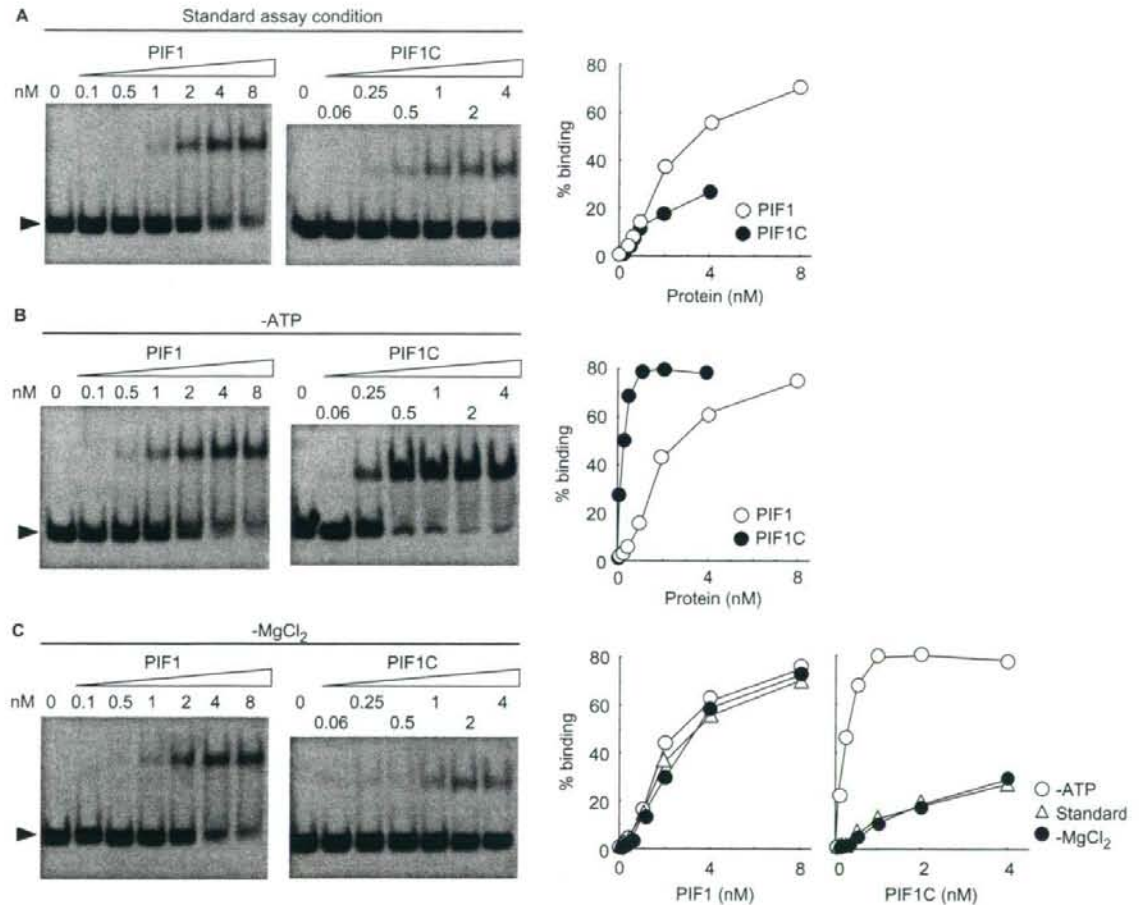 A
Standard assay condition
PIF1
PIF1C
nM 0 0.1 0.5 1 2 4 8
0 0.25 1 4
0.06 0.5 2
80
60
40
20
0
% binding
PIF1
PIF1C
0 4 8
Protein (nM)
B
-ATP
PIF1
PIF1C
nM 0 0.1 0.5 1 2 4 8
0 0.25 1 4
0.06 0.5 2
80
60
40
20
0
% binding
PIF1
PIF1C
0 4 8
Protein (nM)
C
-MgCl₂
PIF1
PIF1C
nM 0 0.1 0.5 1 2 4 8
0 0.25 1 4
0.06 0.5 2
80
60
40
20
0
% binding
0 4 8
PIF1 (nM)
0 2 4
PIF1C (nM)
-ATP
Standard
-MgCl₂